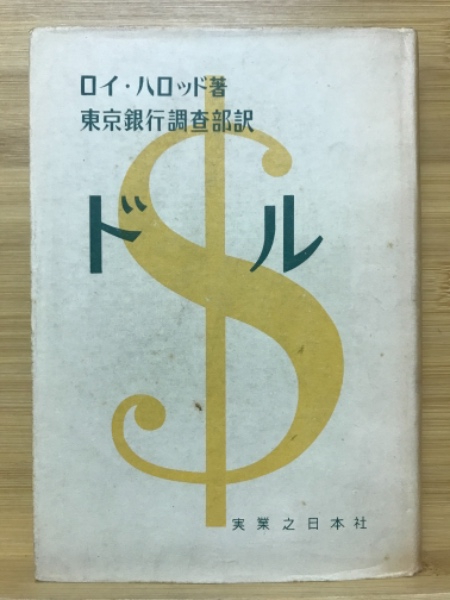 ロイ・ハロッド著
東京銀行調査部訳
ドル
$
実業之日本社